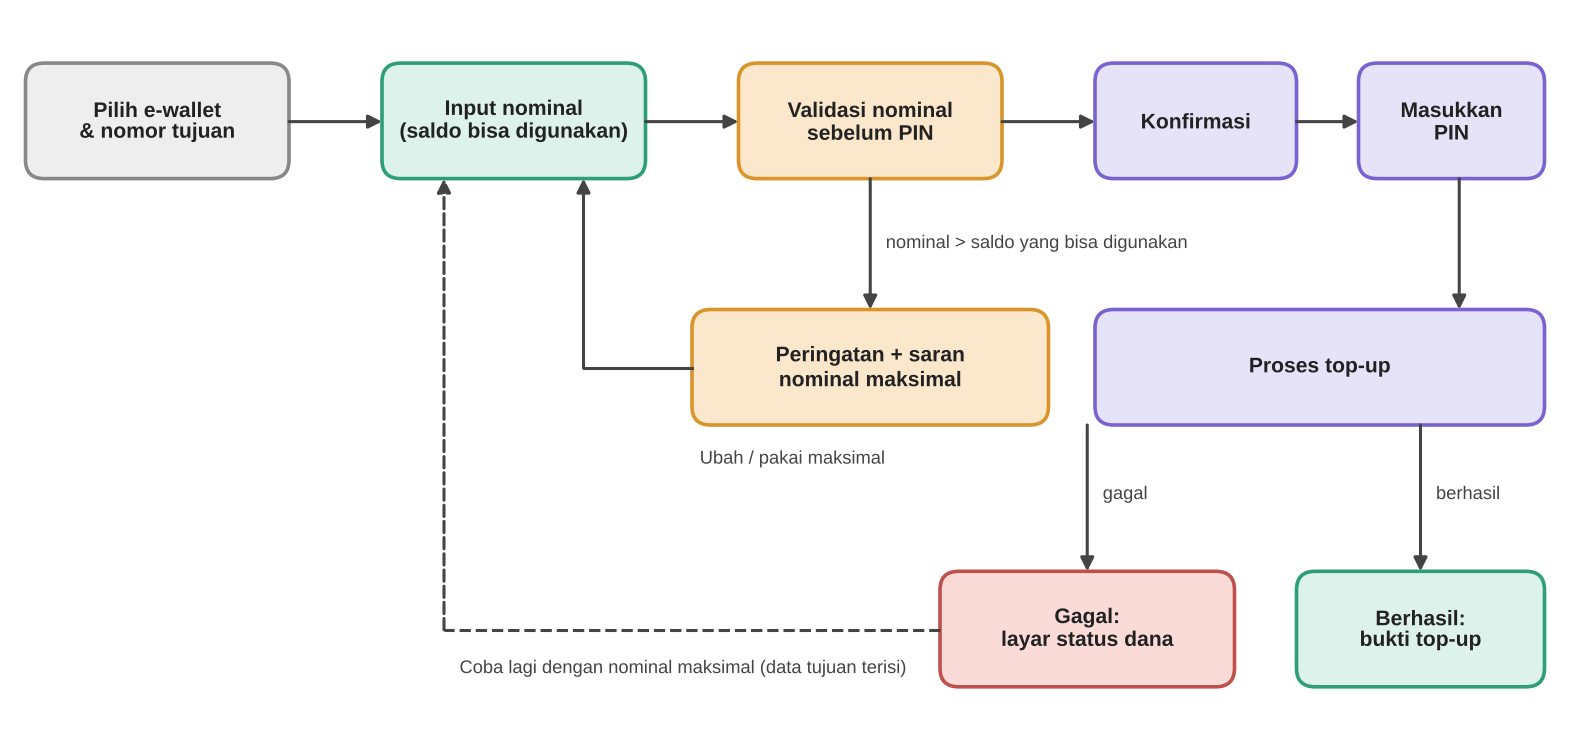 Pilih e-wallet
& nomor tujuan
Input nominal
(saldo bisa digunakan)
Validasi nominal
sebelum PIN
Konfirmasi
Masukkan
PIN
nominal > saldo yang bisa digunakan
Peringatan + saran
nominal maksimal
Proses top-up
Ubah / pakai maksimal
gagal
berhasil
Gagal:
layar status dana
Berhasil:
bukti top-up
Coba lagi dengan nominal maksimal (data tujuan terisi)